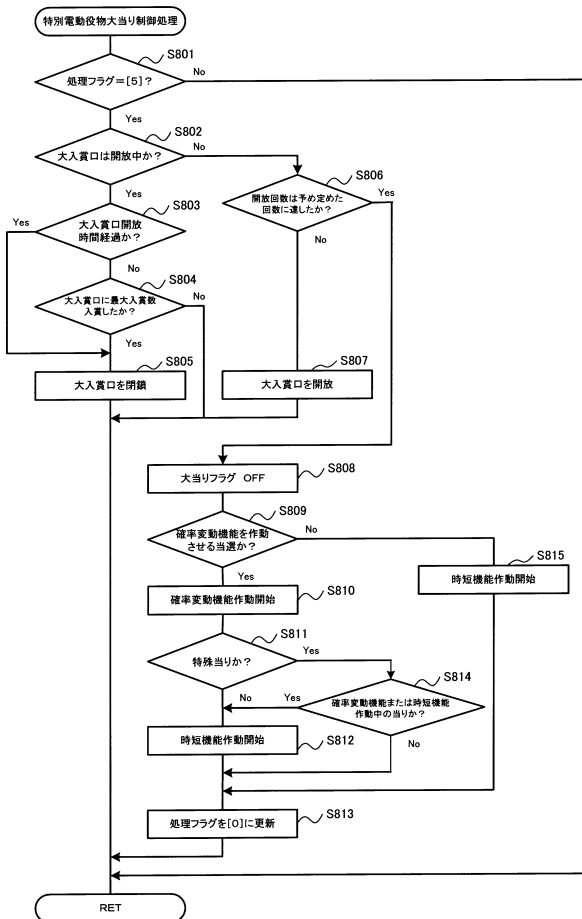 特別電動役物大当り制御処理
S801
処理フラグ=[5]?
No
Yes
S802
大入賞口は開放中か?
No
Yes
S806
開放回数は予め定めた
回数に達したか?
Yes
No
S803
大入賞口開放
時間経過か?
Yes
No
S804
大入賞口に最大入賞数
入賞したか?
No
Yes
S805
大入賞口を閉鎖
S807
大入賞口を開放
S808
大当りフラグ OFF
S809
確率変動機能を作動
させる当選か?
No
Yes
S815
時短機能作動開始
S810
確率変動機能作動開始
S811
特殊当りか?
Yes
No
S814
確率変動機能または時短機能
作動中の当りか?
Yes
No
S812
時短機能作動開始
S813
処理フラグを[0]に更新
RET